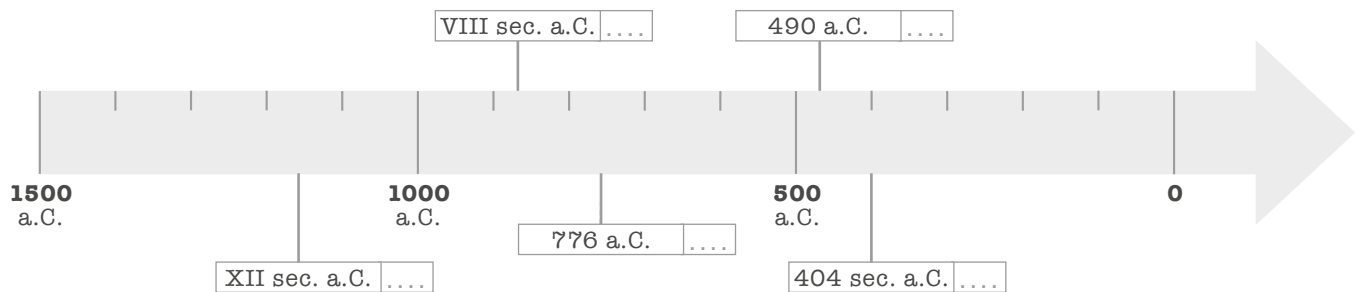 VIII sec. a.C. ....
490 a.C. ....
1500
a.C.
1000
a.C.
500
a.C.
0
776 a.C. ....
XII sec. a.C. ....
404 sec. a.C. ....